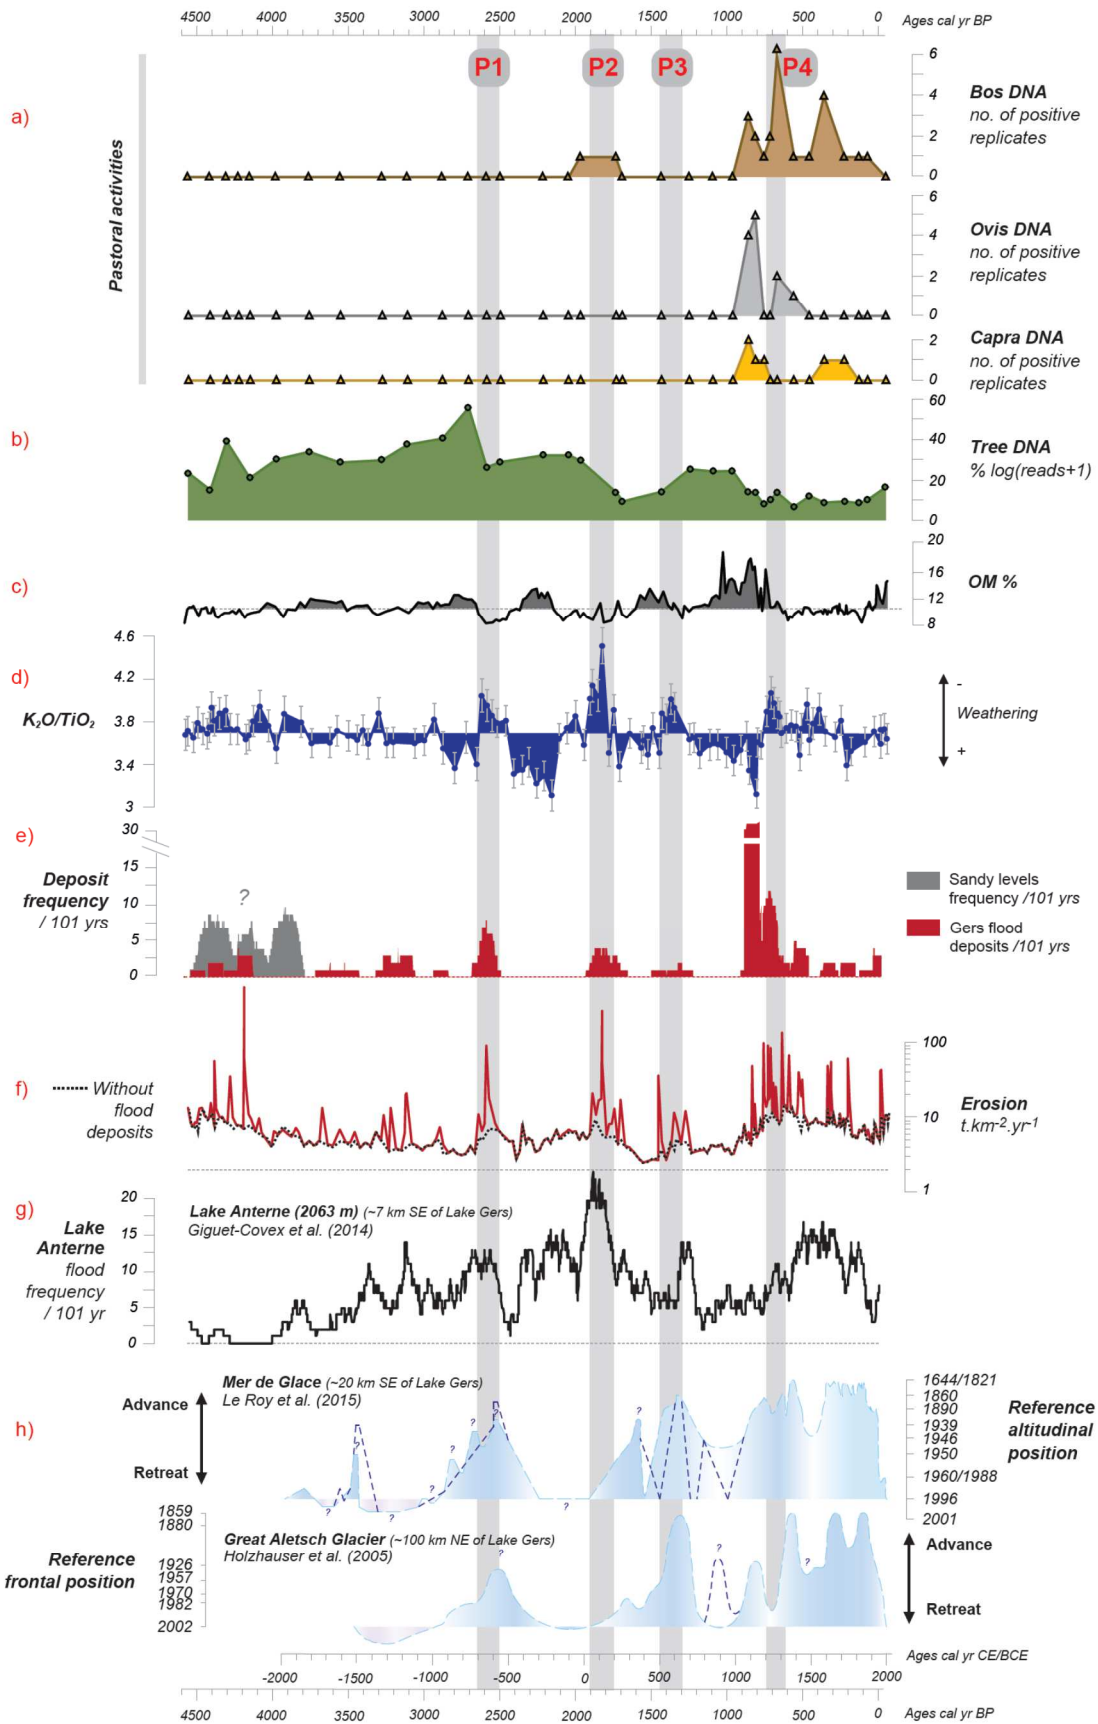 4500 4000 3500 3000 2500 2000 1500 1000 500 0 Ages cal yr BP
P1 P2 P3 P4
a)
Pastoral activities
6
4
2
0
Bos DNA
no. of positive
replicates
6
4
2
0
Ovis DNA
no. of positive
replicates
2
0
Capra DNA
no. of positive
replicates
b)
60
40
20
0
Tree DNA
% log(reads+1)
c)
20
16
12
8
OM %
d)
K₂O/TiO₂
4.6
4.2
3.8
3.4
3
-
Weathering
+
e)
Deposit
frequency
/ 101 yrs
30
15
10
5
0
?
Sandy levels
frequency /101 yrs
Gers flood
deposits /101 yrs
f)
Without
flood
deposits
100
10
1
Erosion
t.km⁻².yr⁻¹
g)
Lake
Anterne
flood
frequency
/ 101 yr
20
15
10
5
0
Lake Anterne (2063 m) (~7 km SE of Lake Gers)
Giguet-Covex et al. (2014)
h)
Mer de Glace (~20 km SE of Lake Gers)
Le Roy et al. (2015)
Advance
Retreat
? ? ? ? ? ? ? ? ?
1644/1821
1860
1890
1939
1946
1950
1960/1988
1996
2001
Reference
altitudinal
position
Great Aletsch Glacier (~100 km NE of Lake Gers)
Holzhauser et al. (2005)
Reference
frontal position
1859
1880
1926
1957
1970
1982
2002
? ? ?
Advance
Retreat
Ages cal yr CE/BCE
-2000 -1500 -1000 -500 0 500 1000 1500 2000
4500 4000 3500 3000 2500 2000 1500 1000 500 0 Ages cal yr BP